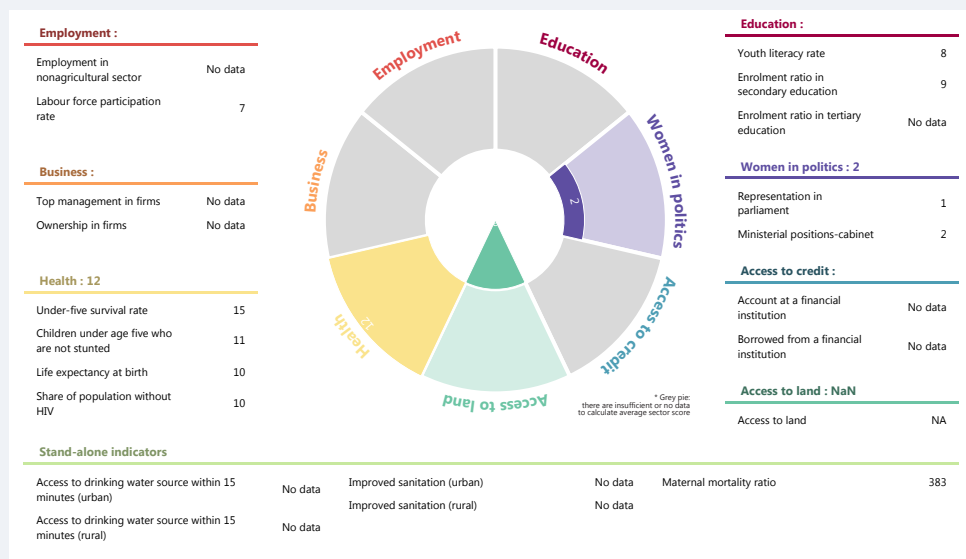 Employment :
Employment in
nonagricultural sector
No data
Labour force participation
rate
7
Business :
Top management in firms
No data
Ownership in firms
No data
Health : 12
Under-five survival rate
15
Children under age five who
are not stunted
11
Life expectancy at birth
10
Share of population without
HIV
10
Employment
Education
Women in politics
Access to credit
Access to land
Health
Business
2
12
* Grey pie:
there are insufficient or no data
to calculate average sector score
Education :
Youth literacy rate
8
Enrolment ratio in
secondary education
9
Enrolment ratio in tertiary
education
No data
Women in politics : 2
Representation in
parliament
1
Ministerial positions-cabinet
2
Access to credit :
Account at a financial
institution
No data
Borrowed from a financial
institution
No data
Access to land : NaN
Access to land
NA
Stand-alone indicators
Access to drinking water source within 15
minutes (urban)
No data
Access to drinking water source within 15
minutes (rural)
No data
Improved sanitation (urban)
No data
Improved sanitation (rural)
No data
Maternal mortality ratio
383